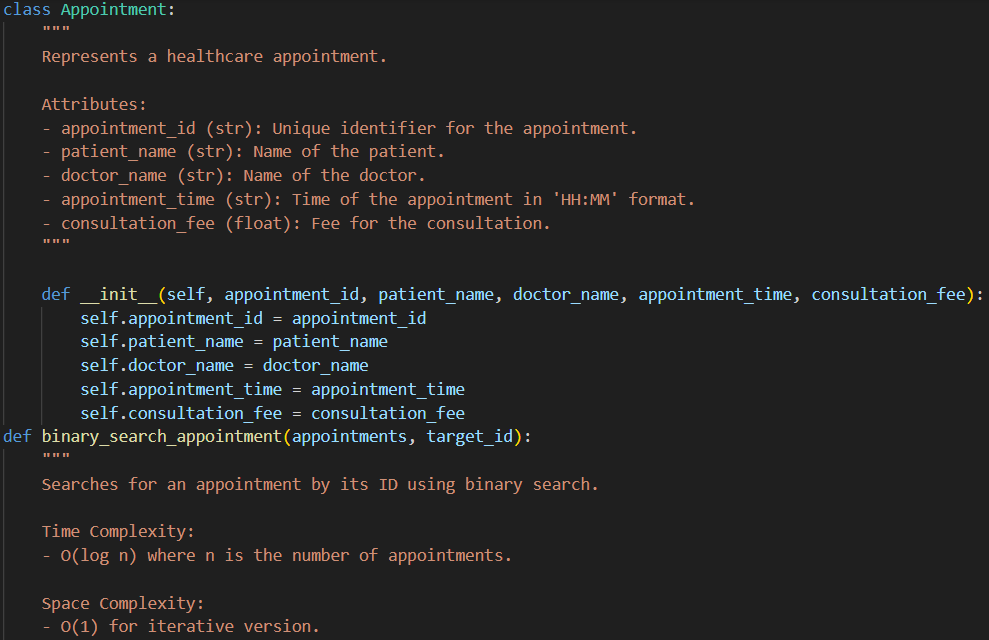 class Appointment:
    """
    Represents a healthcare appointment.

    Attributes:
    - appointment_id (str): Unique identifier for the appointment.
    - patient_name (str): Name of the patient.
    - doctor_name (str): Name of the doctor.
    - appointment_time (str): Time of the appointment in 'HH:MM' format.
    - consultation_fee (float): Fee for the consultation.
    """

    def __init__(self, appointment_id, patient_name, doctor_name, appointment_time, consultation_fee):
        self.appointment_id = appointment_id
        self.patient_name = patient_name
        self.doctor_name = doctor_name
        self.appointment_time = appointment_time
        self.consultation_fee = consultation_fee
def binary_search_appointment(appointments, target_id):
    """
    Searches for an appointment by its ID using binary search.

    Time Complexity:
    - O(log n) where n is the number of appointments.

    Space Complexity:
    - O(1) for iterative version.